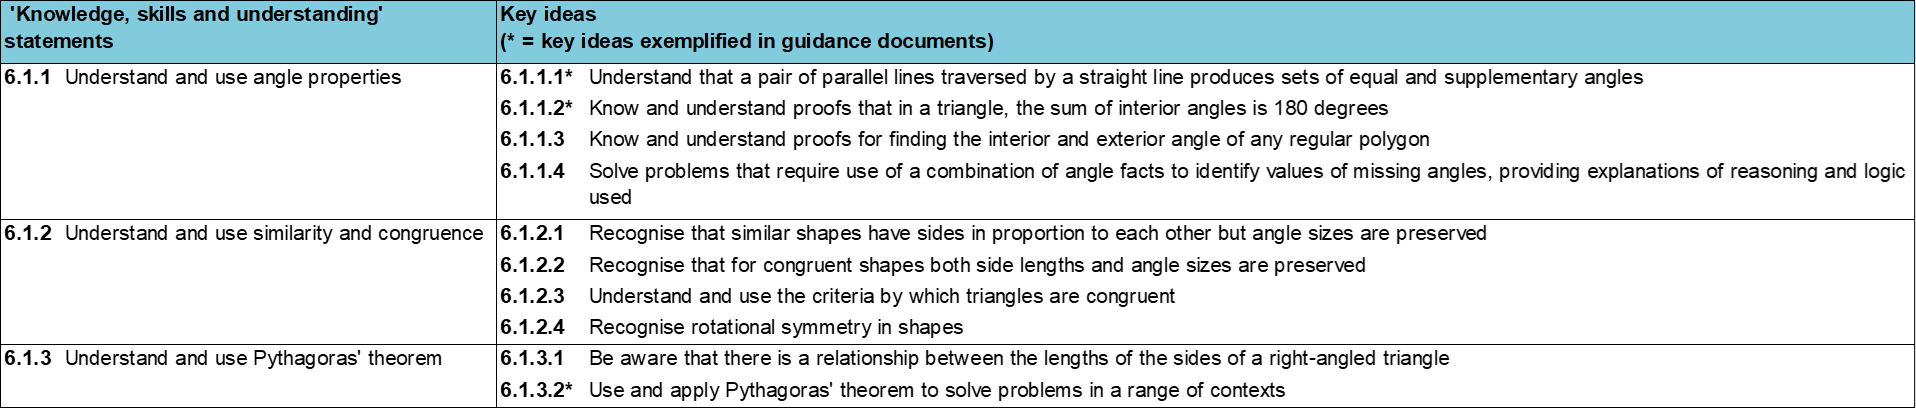 'Knowledge, skills and understanding' statements
Key ideas
(* = key ideas exemplified in guidance documents)
6.1.1 Understand and use angle properties
6.1.1.1* Understand that a pair of parallel lines traversed by a straight line produces sets of equal and supplementary angles
6.1.1.2* Know and understand proofs that in a triangle, the sum of interior angles is 180 degrees
6.1.1.3 Know and understand proofs for finding the interior and exterior angle of any regular polygon
6.1.1.4 Solve problems that require use of a combination of angle facts to identify values of missing angles, providing explanations of reasoning and logic
used
6.1.2 Understand and use similarity and congruence
6.1.2.1 Recognise that similar shapes have sides in proportion to each other but angle sizes are preserved
6.1.2.2 Recognise that for congruent shapes both side lengths and angle sizes are preserved
6.1.2.3 Understand and use the criteria by which triangles are congruent
6.1.2.4 Recognise rotational symmetry in shapes
6.1.3 Understand and use Pythagoras' theorem
6.1.3.1 Be aware that there is a relationship between the lengths of the sides of a right-angled triangle
6.1.3.2* Use and apply Pythagoras' theorem to solve problems in a range of contexts